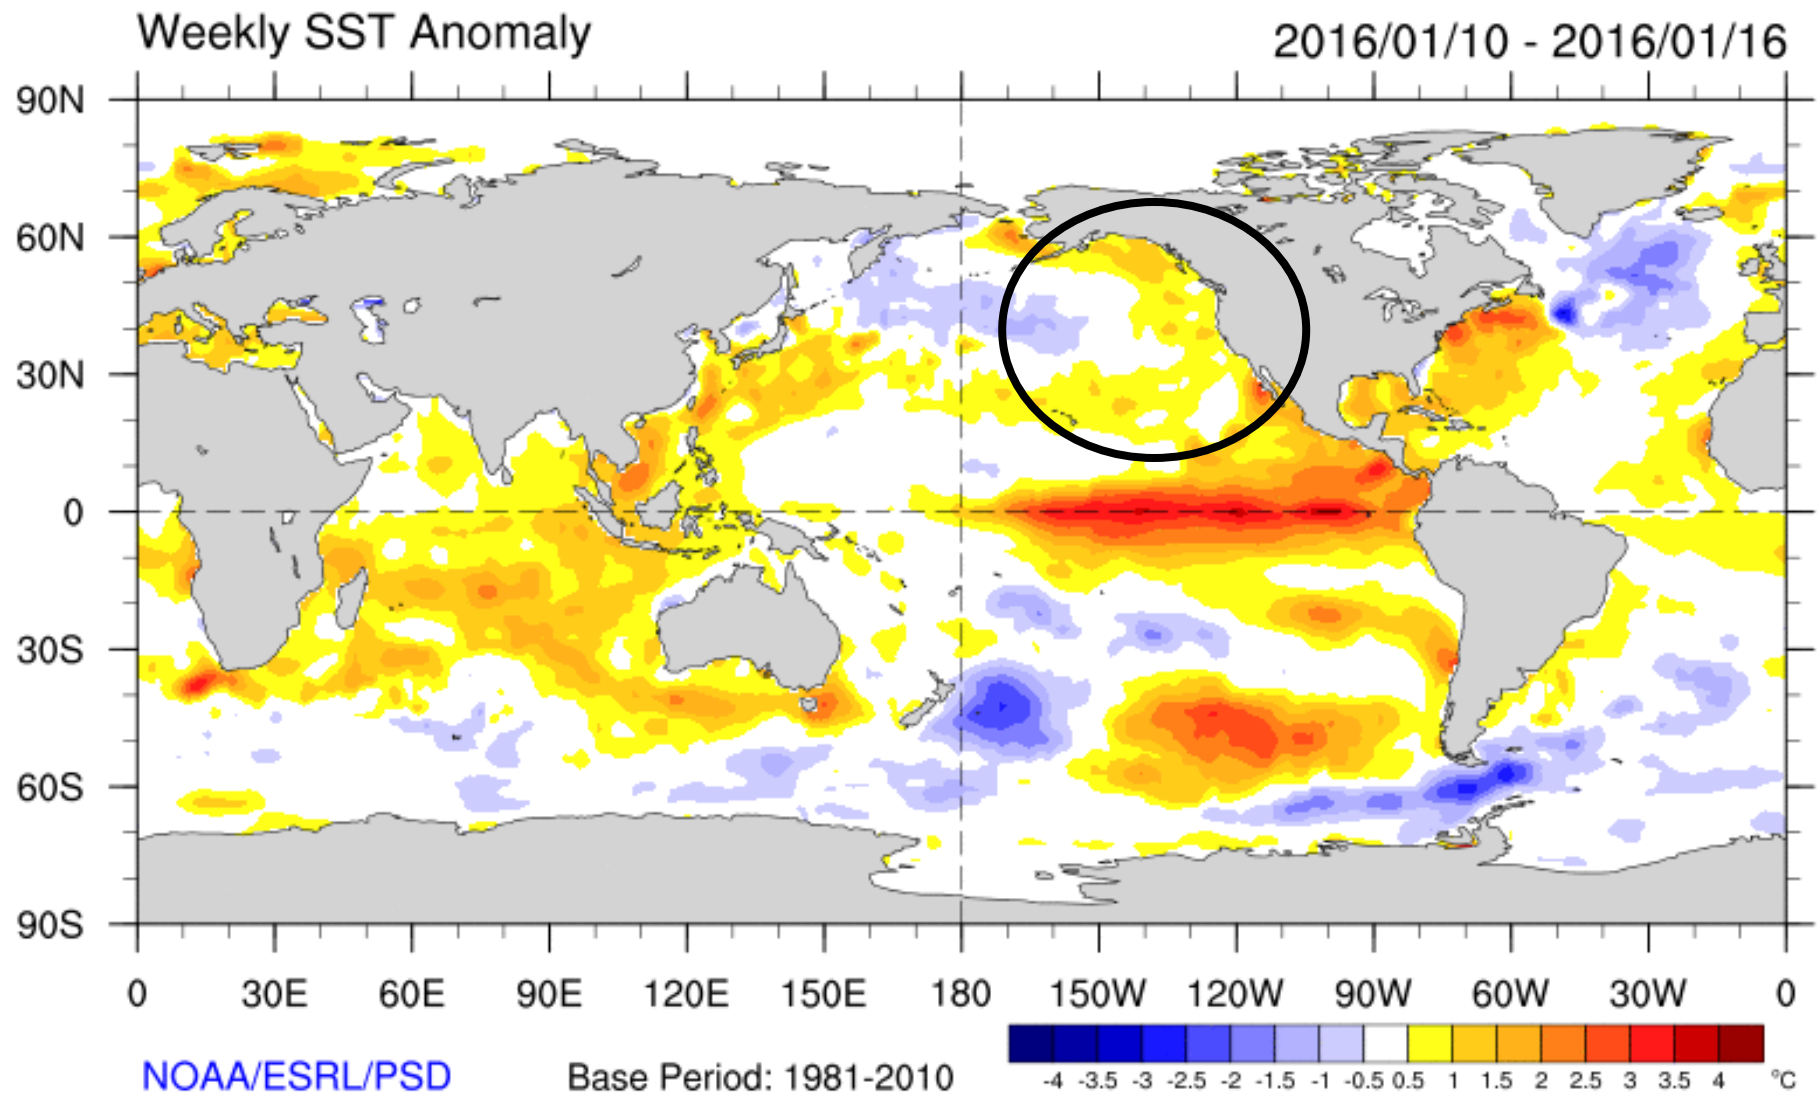 Weekly SST Anomaly
2016/01/10 - 2016/01/16
90N
60N
30N
0
30S
60S
90S
0 30E 60E 90E 120E 150E 180 150W 120W 90W 60W 30W 0
-4 -3.5 -3 -2.5 -2 -1.5 -1 -0.5 0.5 1 1.5 2 2.5 3 3.5 4 °C
NOAA/ESRL/PSD
Base Period: 1981-2010